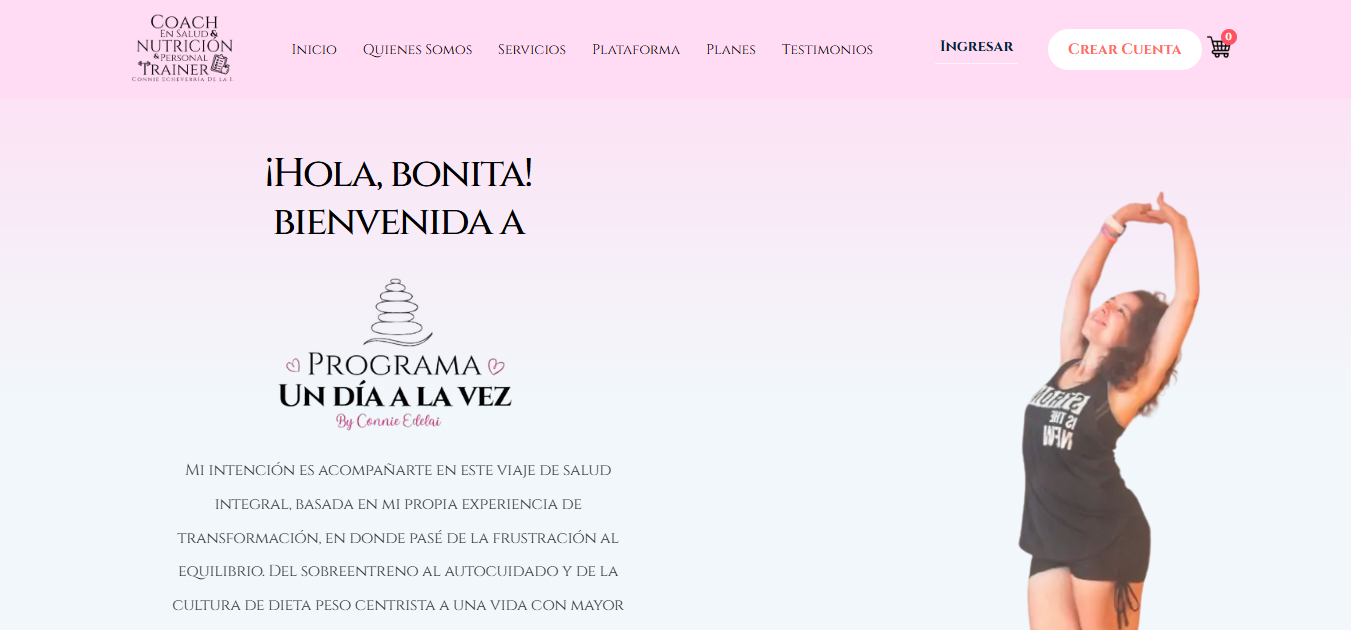 Coach
En Salud &
Nutrición
& Personal
Trainer
Connie Echeverría De la I.
Inicio
Quienes Somos
Servicios
Plataforma
Planes
Testimonios
Ingresar
Crear Cuenta
0
¡Hola, bonita!
bienvenida a
Programa
Un día a la vez
By Connie Edelai
Mi intención es acompañarte en este viaje de salud
integral, basada en mi propia experiencia de
transformación, en donde pasé de la frustración al
equilibrio. Del sobreentreno al autocuidado y de la
cultura de dieta peso centrista a una vida con mayor
IS THE
NEW